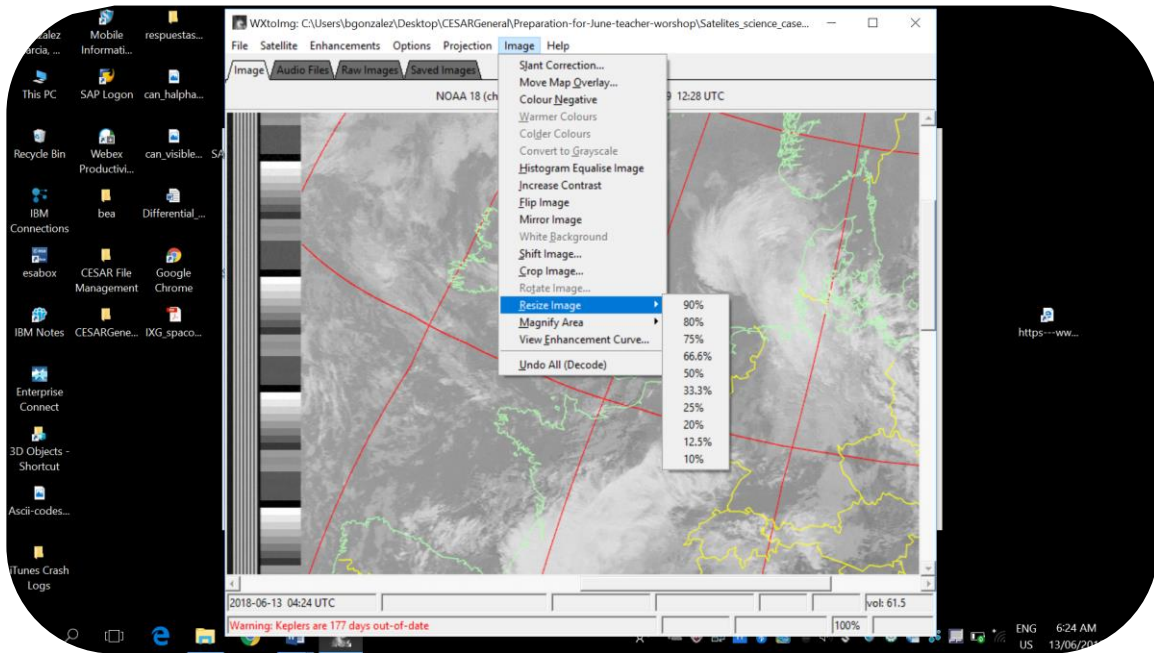 WXtoImg: C:\Users\bgonzalez\Desktop\CESARGeneral\Preparation-for-June-teacher-worshop\Satelites_science_case...
File Satellite Enhancements Options Projection Image Help
Image Audio Files Raw Images Saved Images
NOAA 18 (ch
12:28 UTC
Slant Correction...
Move Map Overlay...
Colour Negative
Warmer Colours
Colder Colours
Convert to Grayscale
Histogram Equalise Image
Increase Contrast
Flip Image
Mirror Image
White Background
Shift Image...
Crop Image...
Rotate Image...
Resize Image
Magnify Area
View Enhancement Curve...
Undo All (Decode)
90%
80%
75%
66.6%
50%
33.3%
25%
20%
12.5%
10%
2018-06-13 04:24 UTC
vol: 61.5
Warning: Keplers are 177 days out-of-date
100%
Mobile
Informati...
respuestas...
This PC
SAP Logon
can_halpha...
Recycle Bin
Webex
Productivi...
can_visible...
IBM
Connections
bea
Differential_...
esabox
CESAR File
Management
Google
Chrome
IBM Notes
CESARGene...
IXG_spaco...
Enterprise
Connect
3D Objects -
Shortcut
Ascii-codes...
iTunes Crash
Logs
https---ww...
ENG
US
6:24 AM